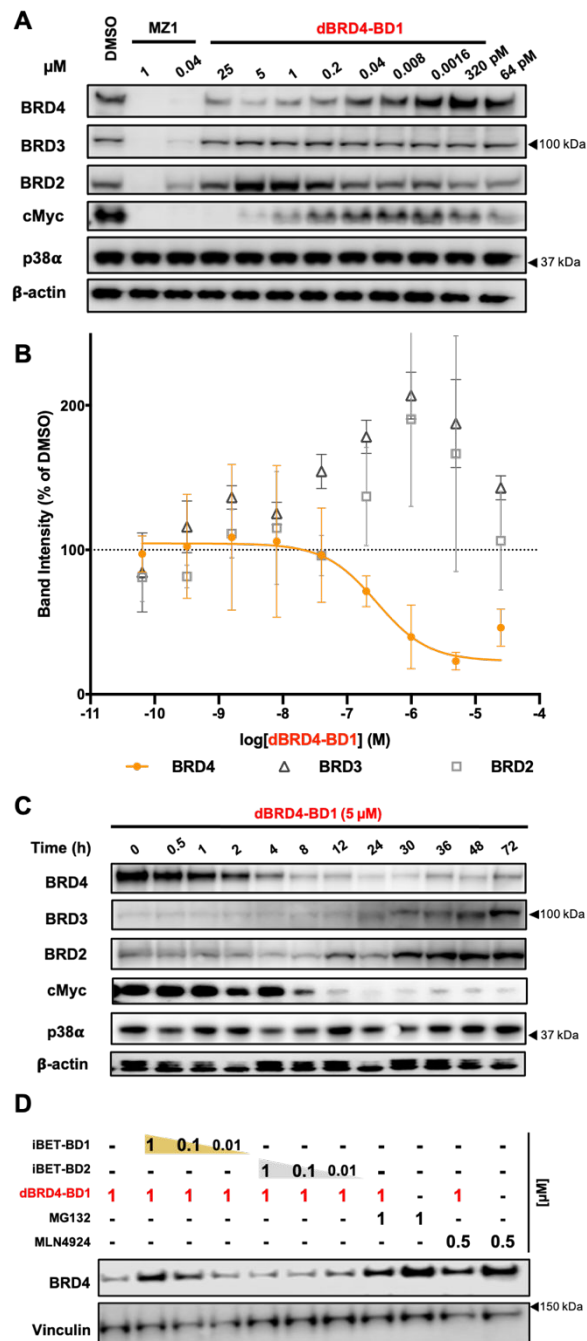 A
DMSO
MZ1
dBRD4-BD1
µM
1 0.04 25 5 1 0.2 0.04 0.008 0.0016 320 pM 64 pM
BRD4
BRD3
◄100 kDa
BRD2
cMyc
p38α
◄37 kDa
β-actin
B
Band Intensity (% of DMSO)
200
100
0
-11 -10 -9 -8 -7 -6 -5 -4
log[dBRD4-BD1] (M)
BRD4 BRD3 BRD2
C
dBRD4-BD1 (5 µM)
Time (h) 0 0.5 1 2 4 8 12 24 30 36 48 72
BRD4
BRD3
◄100 kDa
BRD2
cMyc
p38α
◄37 kDa
β-actin
D
iBET-BD1 - 1 0.1 0.01 - - - - - - -
iBET-BD2 - - - - 1 0.1 0.01 - - - -
dBRD4-BD1 1 1 1 1 1 1 1 1 - 1 -
MG132 - - - - - - - 1 1 - -
MLN4924 - - - - - - - - - 0.5 0.5
[µM]
BRD4
◄150 kDa
Vinculin